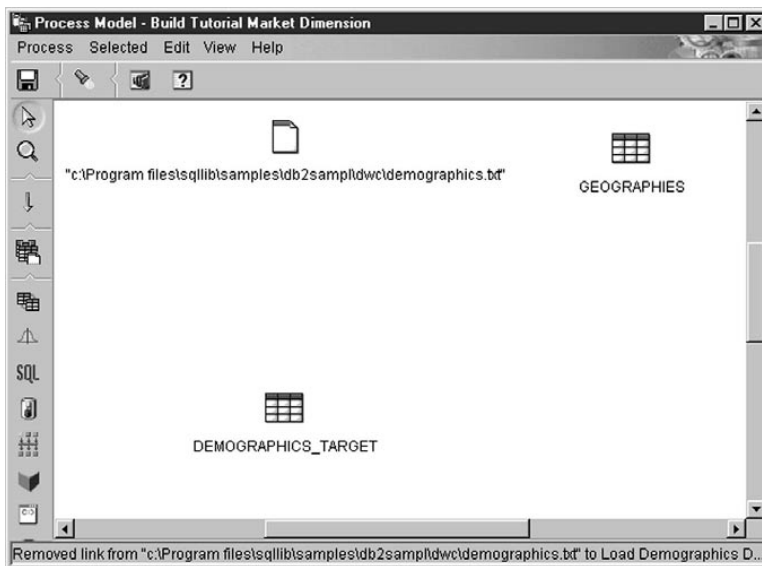 Process Model - Build Tutorial Market Dimension
Process Selected Edit View Help
"c:\Program files\sqllib\samples\db2sampl\dwc\demographics.txt"
GEOGRAPHIES
SQL
DEMOGRAPHICS_TARGET
Removed link from "c:\Program files\sqllib\samples\db2sampl\dwc\demographics.txt" to Load Demographics D...